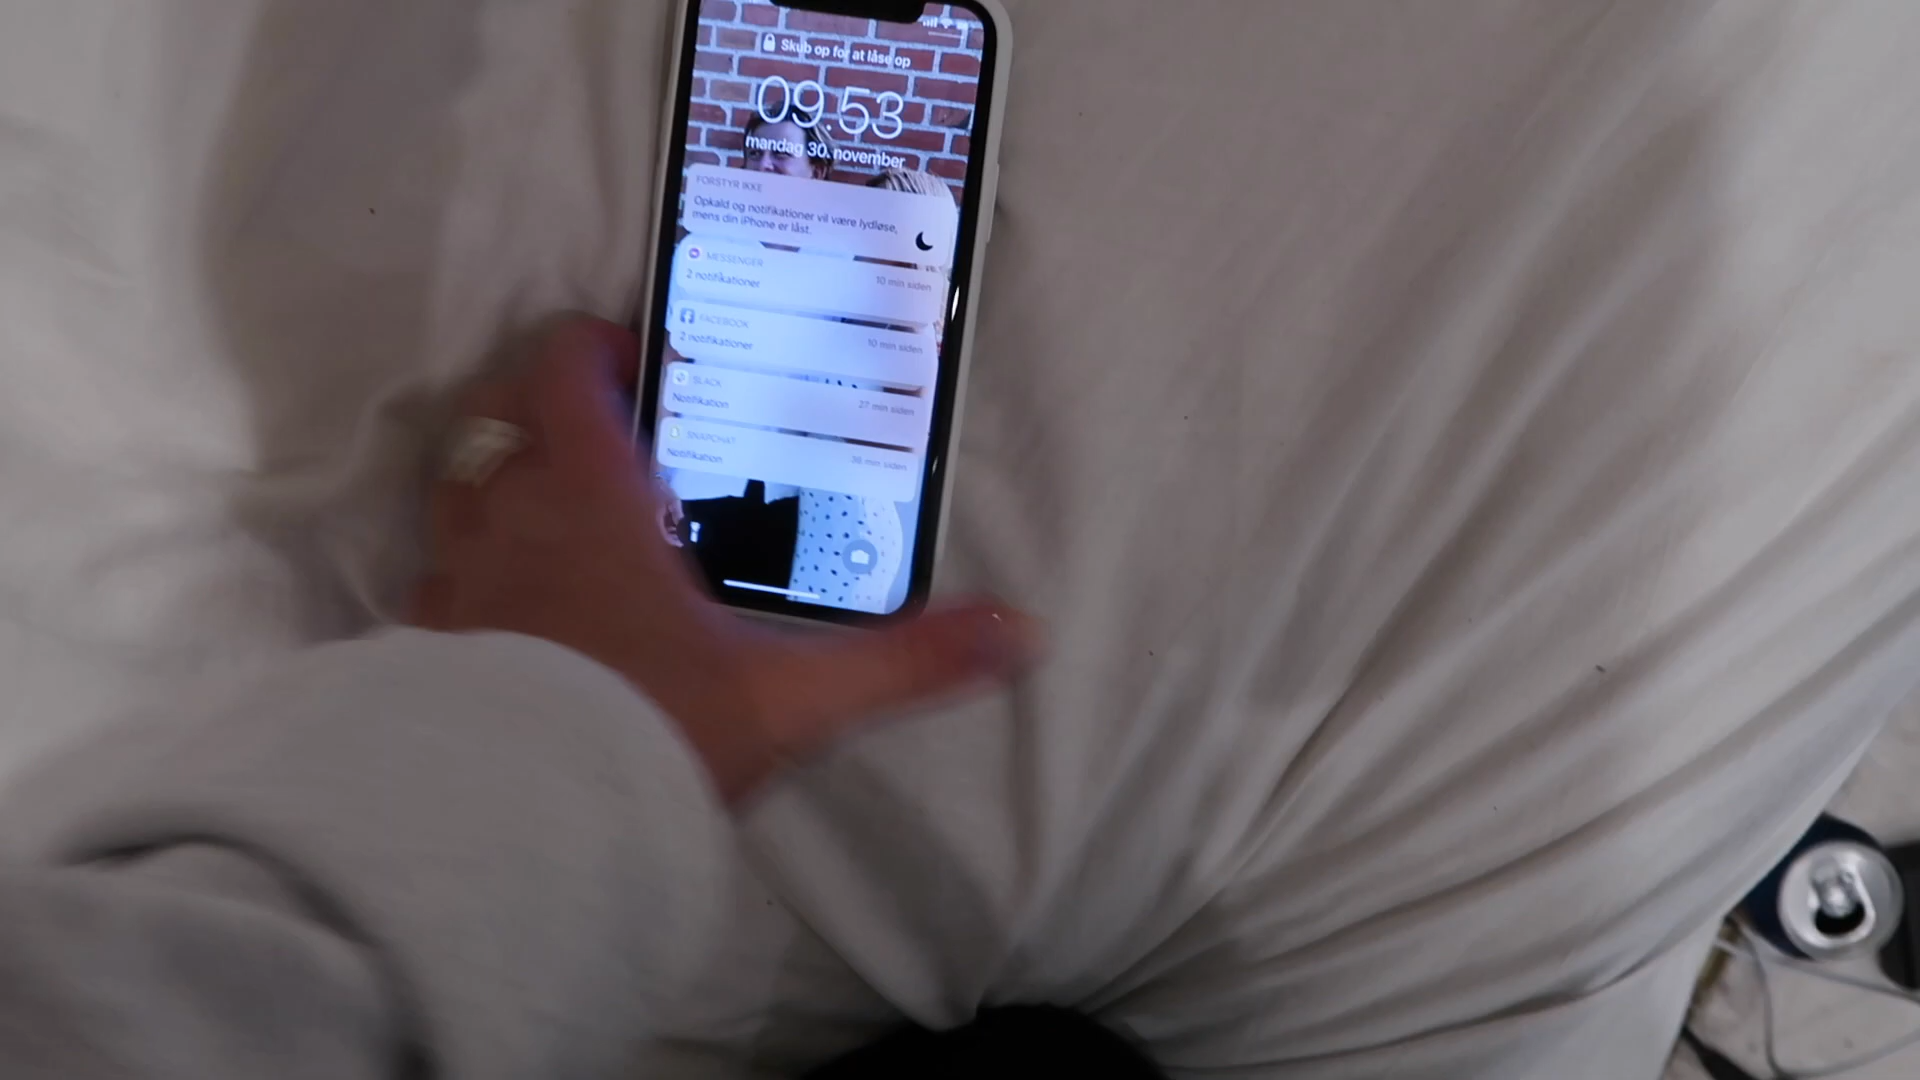 Skub op for at låse op
09.53
mandag 30. november
FORSTYR IKKE
Opkald og notifikationer vil være lydløse,
mens din iPhone er låst.
MESSENGER
10 min siden
2 notifikationer
FACEBOOK
10 min siden
2 notifikationer
SLACK
27 min siden
Notifikation
SNAPCHAT
Notifikation